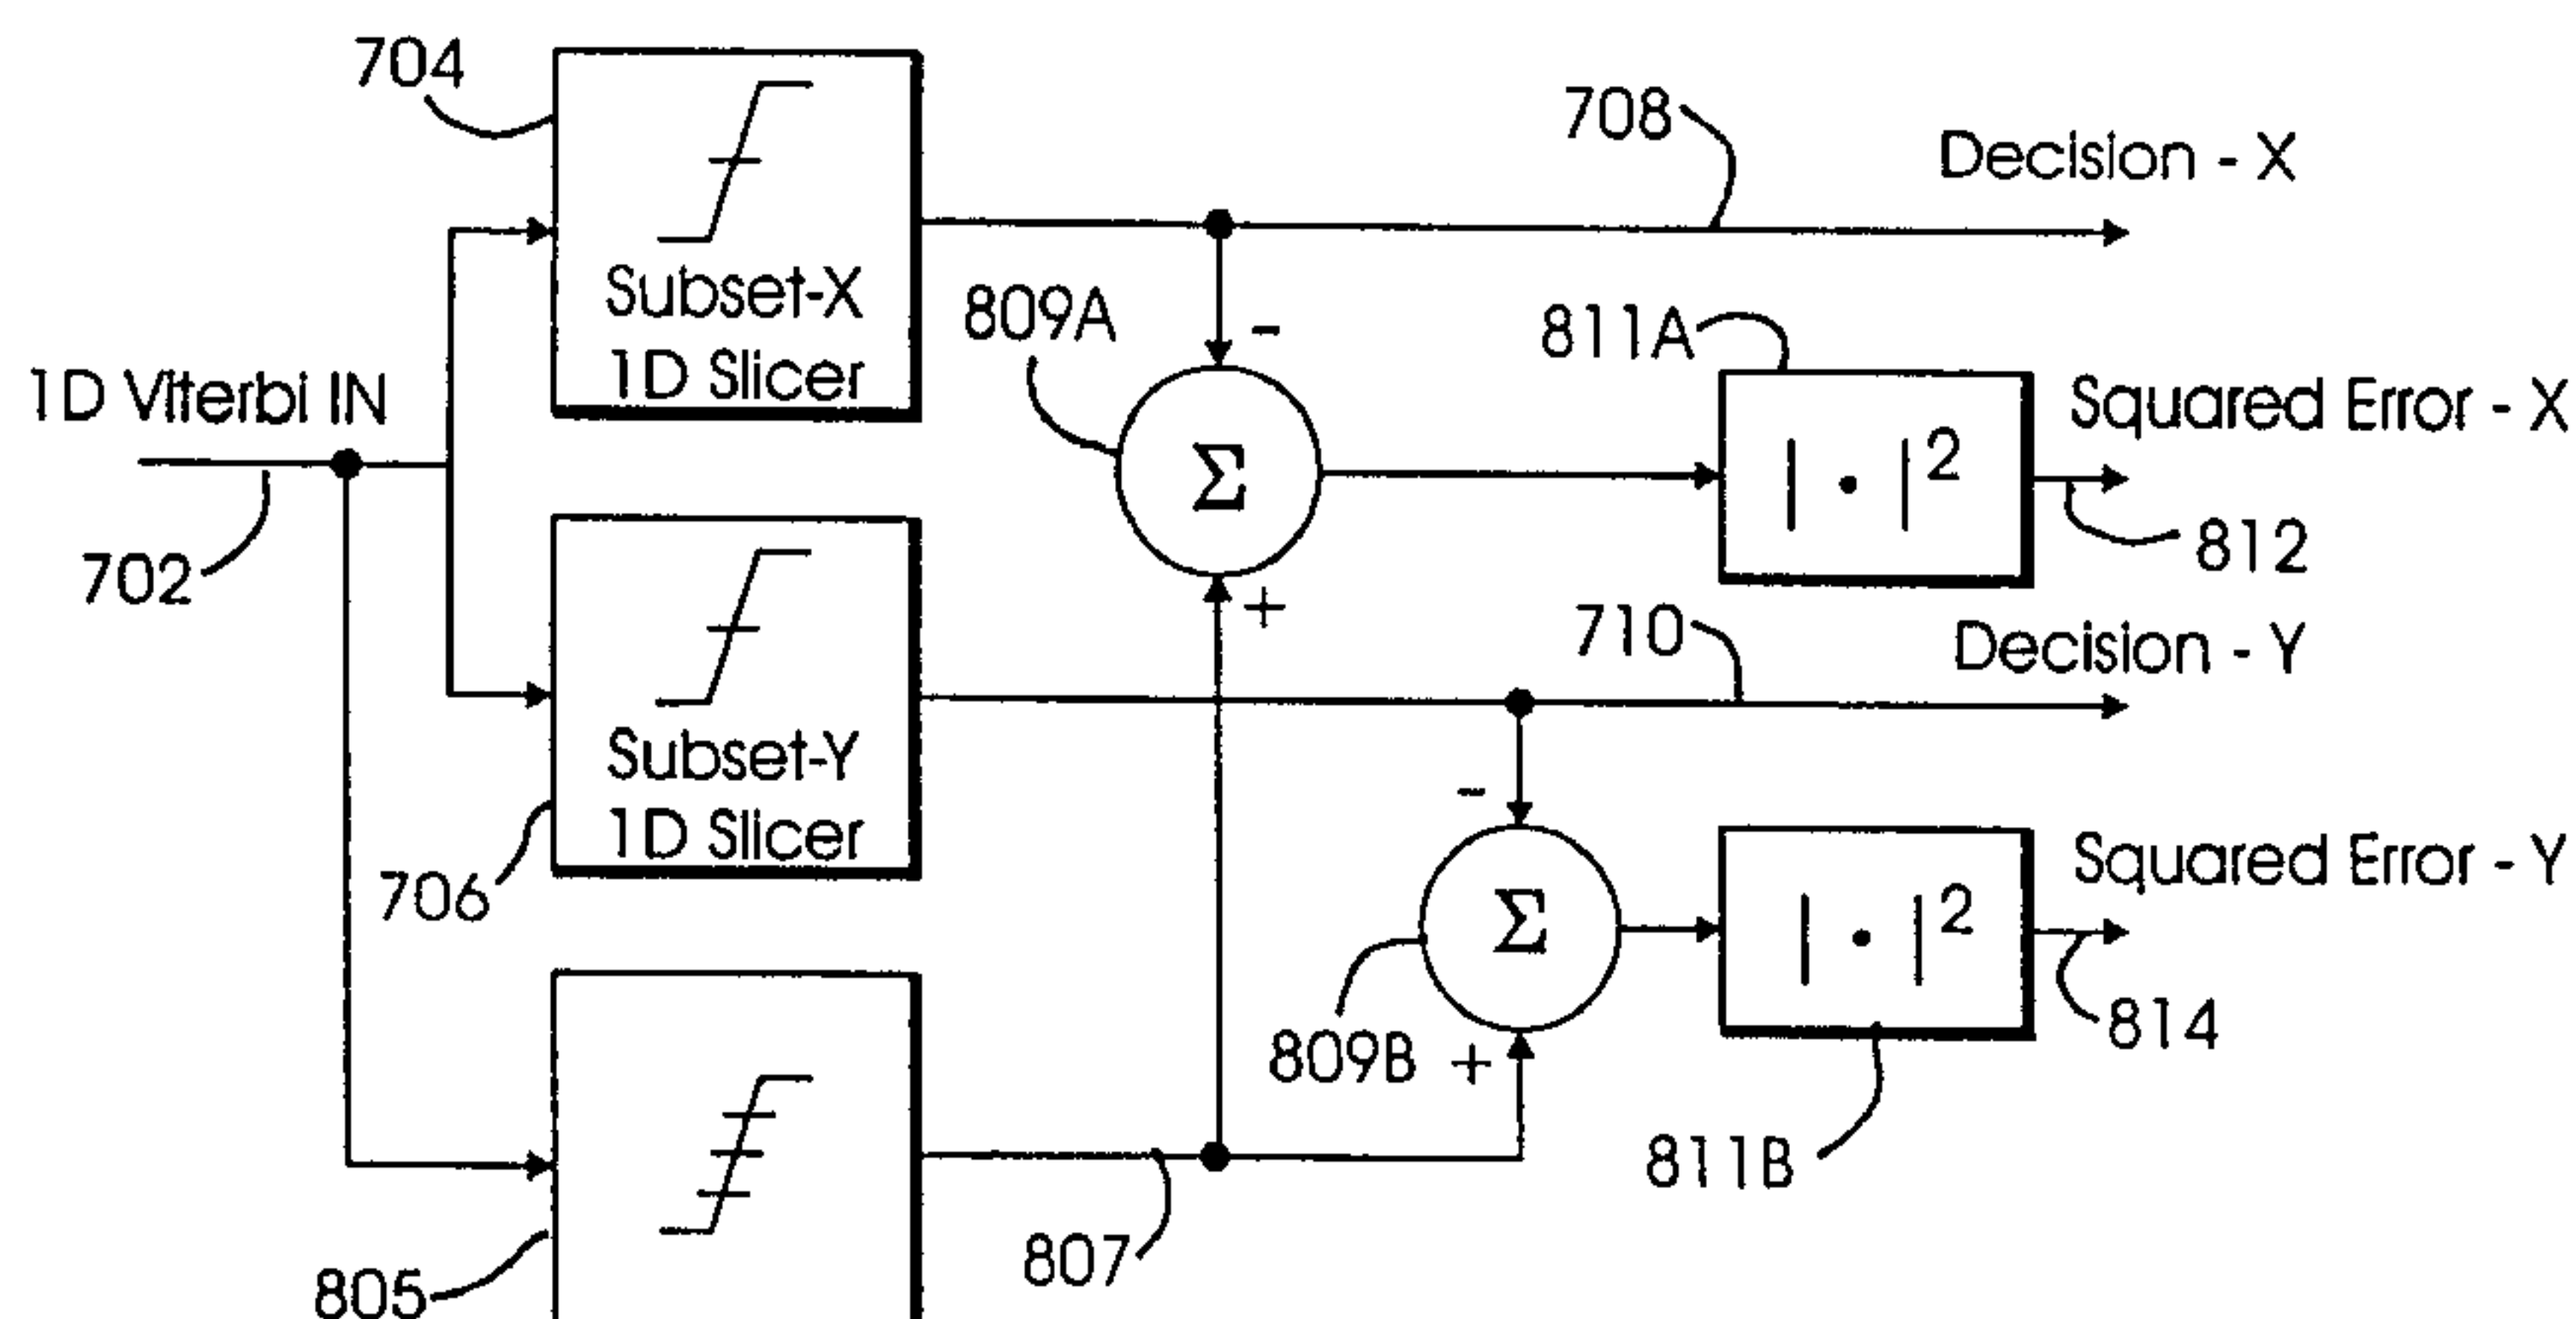 704
708
Decision - X
Subset-X
1D Slicer
809A
-
811A
1D Viterbi IN
Σ
| • |²
Squared Error - X
702
+
812
710
Decision - Y
Subset-Y
1D Slicer
706
-
Σ
| • |²
Squared Error - Y
809B
+
814
811B
807
805